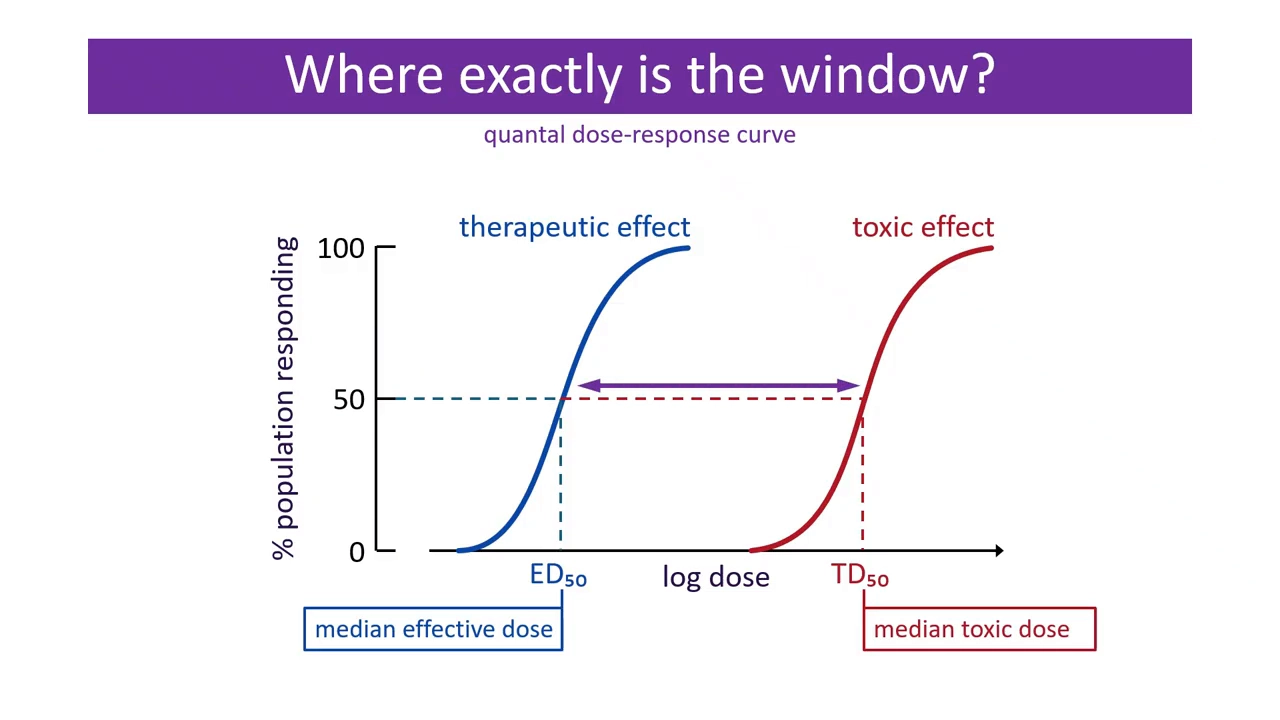 Where exactly is the window?
quantal dose-response curve
therapeutic effect
toxic effect
% population responding
100
50
0
ED₅₀
log dose
TD₅₀
median effective dose
median toxic dose